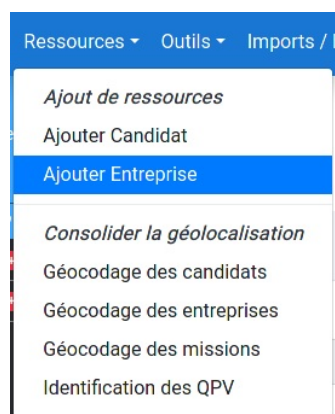 Ressources Outils Imports /
Ajout de ressources
Ajouter Candidat
Ajouter Entreprise
Consolider la géolocalisation
Géocodage des candidats
Géocodage des entreprises
Géocodage des missions
Identification des QPV